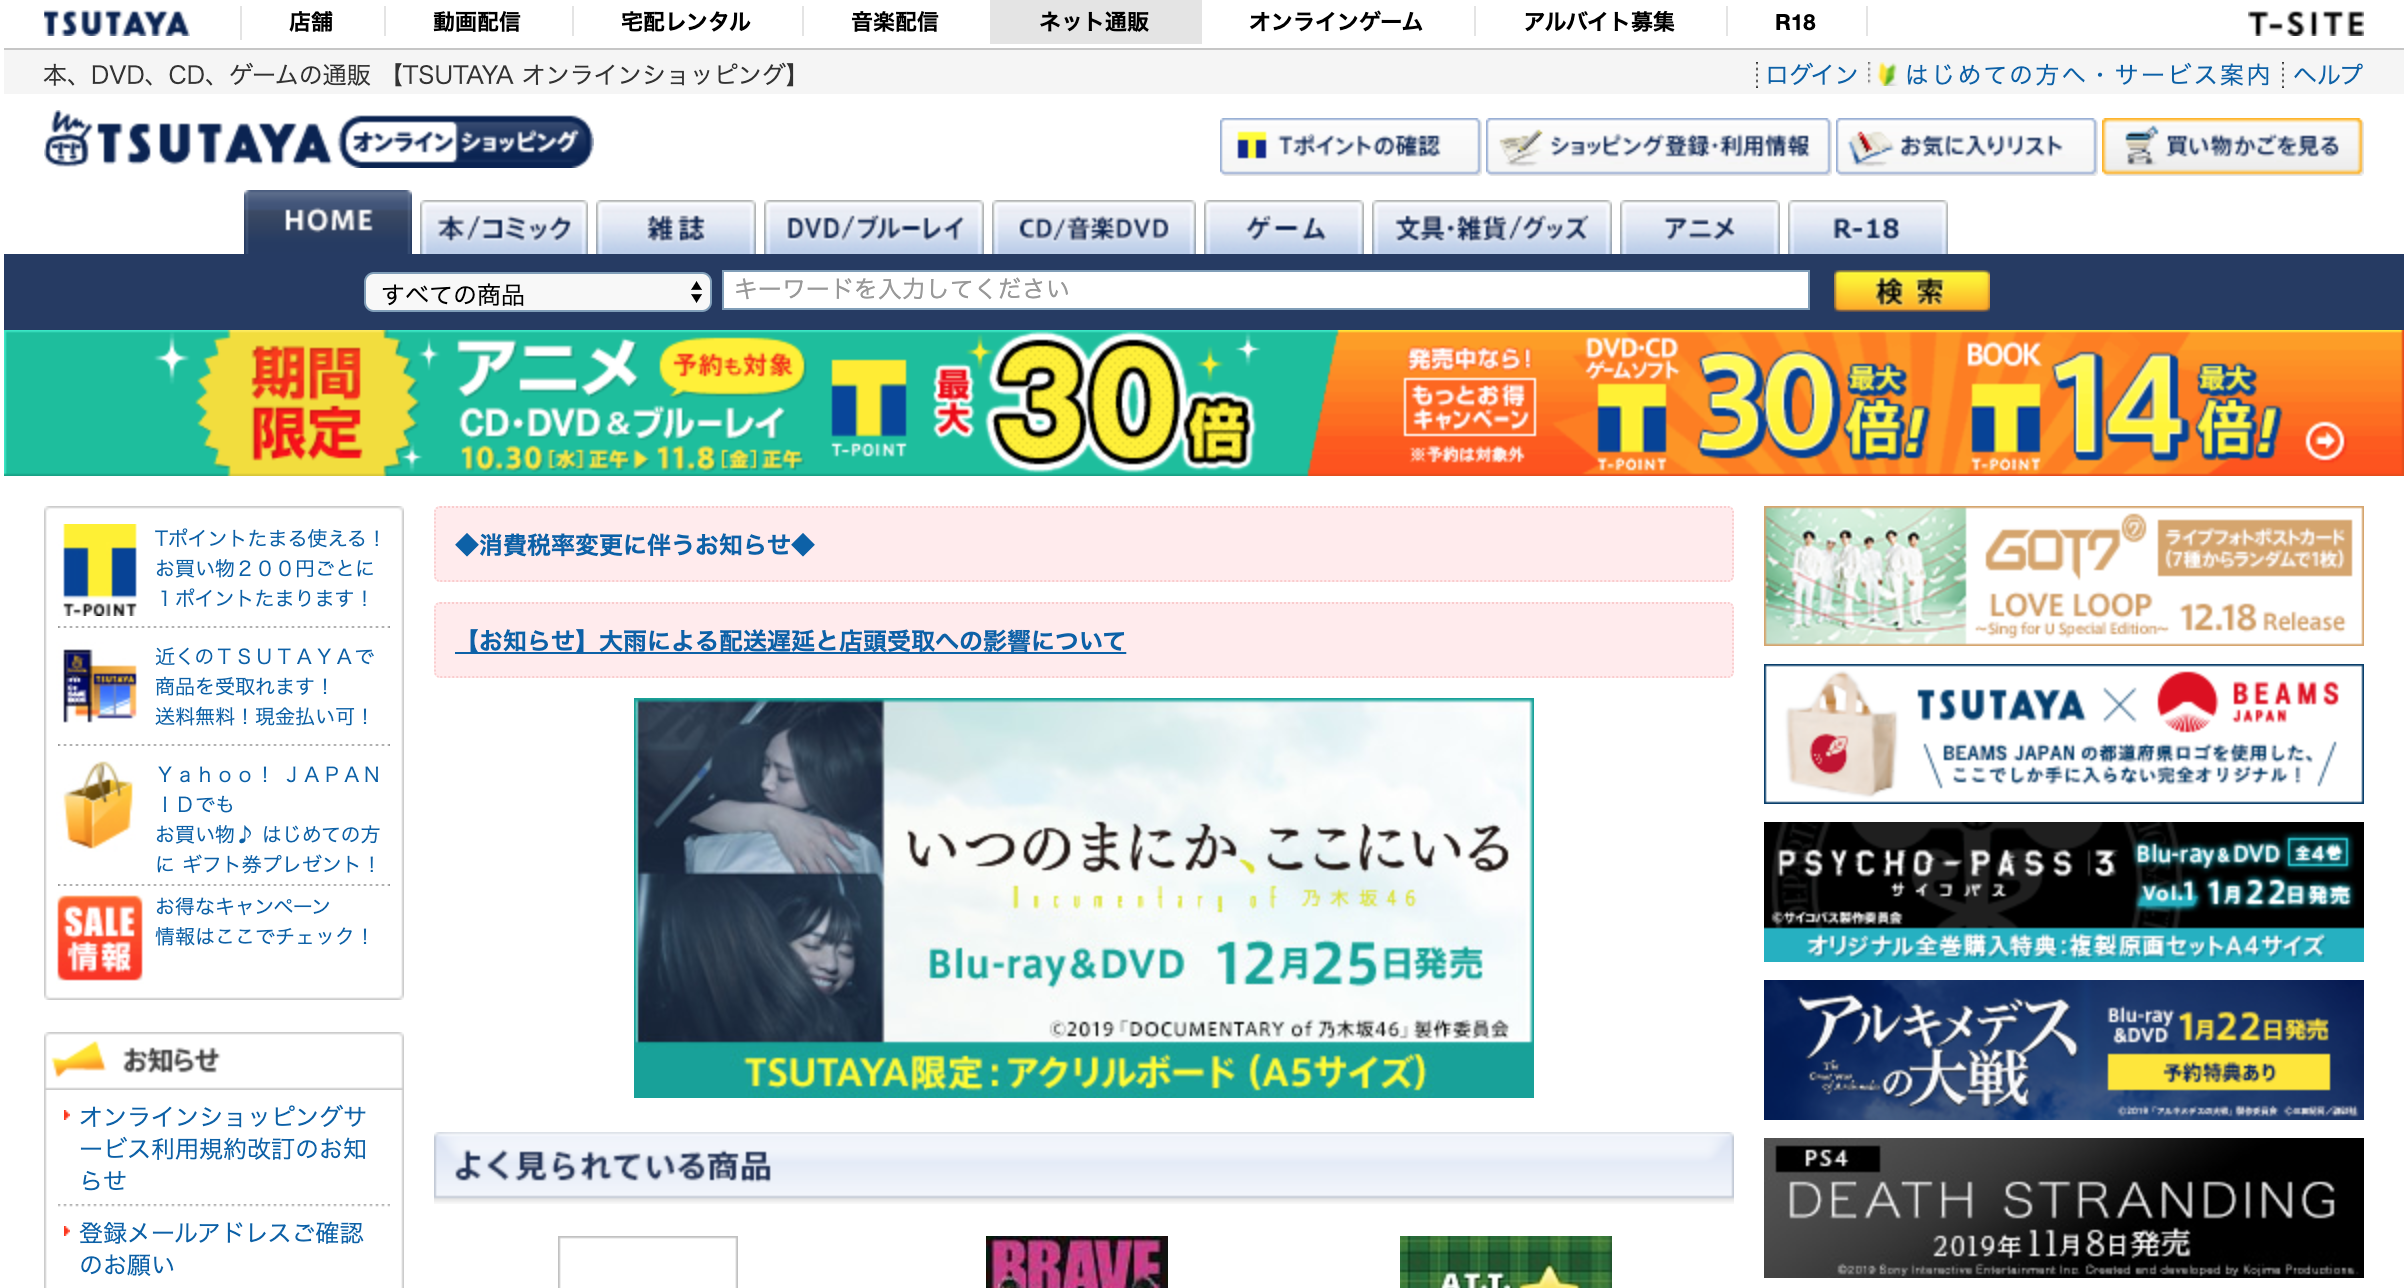 TSUTAYA 店舗 動画配信 宅配レンタル 音楽配信 ネット通販 オンラインゲーム アルバイト募集 R18 T-SITE
本、DVD、CD、ゲームの通販 【TSUTAYA オンラインショッピング】 ログイン はじめての方へ・サービス案内 ヘルプ
TSUTAYA オンラインショッピング Tポイントの確認 ショッピング登録・利用情報 お気に入りリスト 買い物かごを見る
HOME 本/コミック 雑誌 DVD/ブルーレイ CD/音楽DVD ゲーム 文具・雑貨/グッズ アニメ R-18
すべての商品 キーワードを入力してください 検索
期間
限定
アニメ 予約も対象
CD・DVD&ブルーレイ
10.30[水]正午▶11.8[金]正午
T-POINT
最大30倍
発売中なら!
もっとお得
キャンペーン
※予約は対象外
DVD・CD
ゲームソフト
T-POINT
30最大倍!
BOOK
T-POINT
14最大倍!
Tポイントたまる使える！
お買い物２００円ごとに
１ポイントたまります！
T-POINT
近くのＴＳＵＴＡＹＡで
商品を受取れます！
送料無料！現金払い可！
TSUTAYA
Ｙａｈｏｏ！ ＪＡＰＡＮ
ＩＤでも
お買い物♪ はじめての方
に ギフト券プレゼント！
SALE
情報
お得なキャンペーン
情報はここでチェック！
お知らせ
オンラインショッピングサ
ービス利用規約改訂のお知
らせ
登録メールアドレスご確認
のお願い
◆消費税率変更に伴うお知らせ◆
【お知らせ】大雨による配送遅延と店頭受取への影響について
いつのまにか、ここにいる
Documentary of 乃木坂46
Blu-ray&DVD 12月25日発売
©2019「DOCUMENTARY of 乃木坂46」製作委員会
TSUTAYA限定：アクリルボード（A5サイズ）
よく見られている商品
BRAVE
GOT7 ⑦
ライブフォトポストカード
(7種からランダムで1枚)
LOVE LOOP
~Sing for U Special Edition~
12.18 Release
TSUTAYA × BEAMS
JAPAN
BEAMS JAPAN の都道府県ロゴを使用した、
ここでしか手に入らない完全オリジナル！
PSYCHO-PASS 3
サイコパス
Blu-ray&DVD 全4巻
Vol.1 1月22日発売
©サイコパス製作委員会
オリジナル全巻購入特典：複製原画セットA4サイズ
アルキメデス
の大戦
Blu-ray
&DVD 1月22日発売
予約特典あり
PS4
DEATH STRANDING
2019年11月8日発売
©2019 Sony Interactive Entertainment Inc. Created and developed by Kojima Productions.